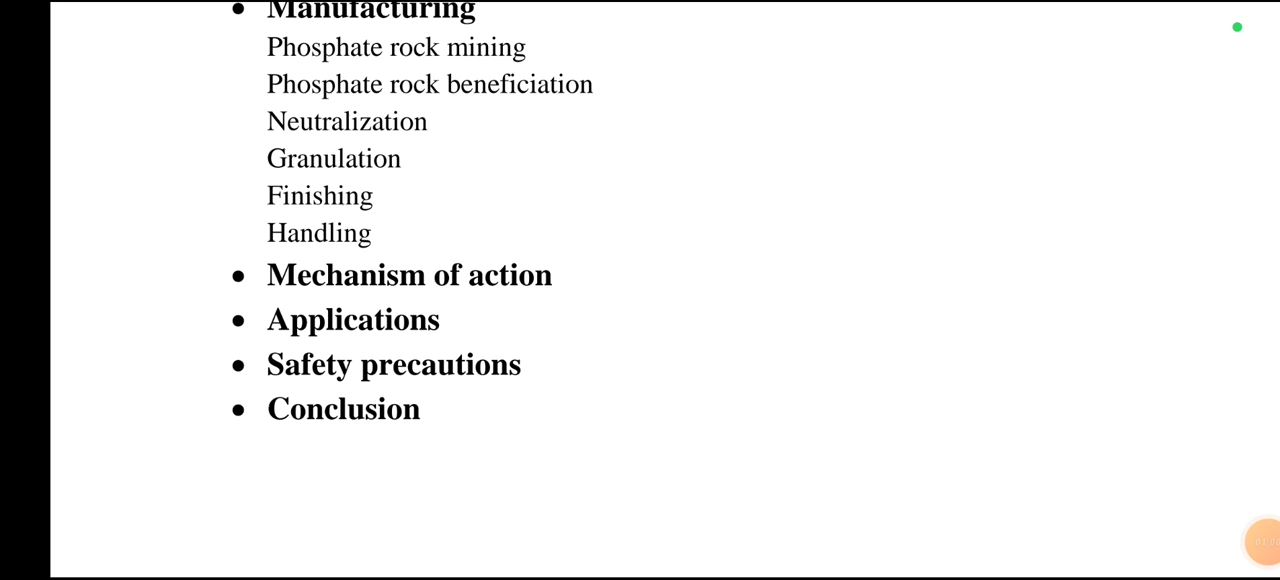 • Manufacturing
Phosphate rock mining
Phosphate rock beneficiation
Neutralization
Granulation
Finishing
Handling
• Mechanism of action
• Applications
• Safety precautions
• Conclusion